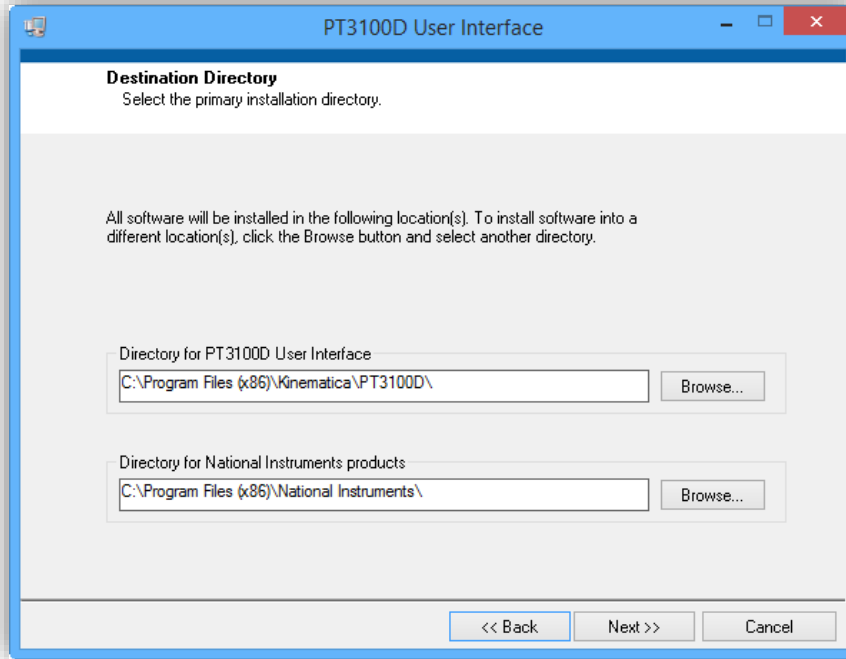 PT3100D User Interface
Destination Directory
Select the primary installation directory.
All software will be installed in the following location(s). To install software into a
different location(s), click the Browse button and select another directory.
Directory for PT3100D User Interface
C:\Program Files (x86)\Kinematica\PT3100D\
Browse...
Directory for National Instruments products
C:\Program Files (x86)\National Instruments\
Browse...
<< Back
Next >>
Cancel